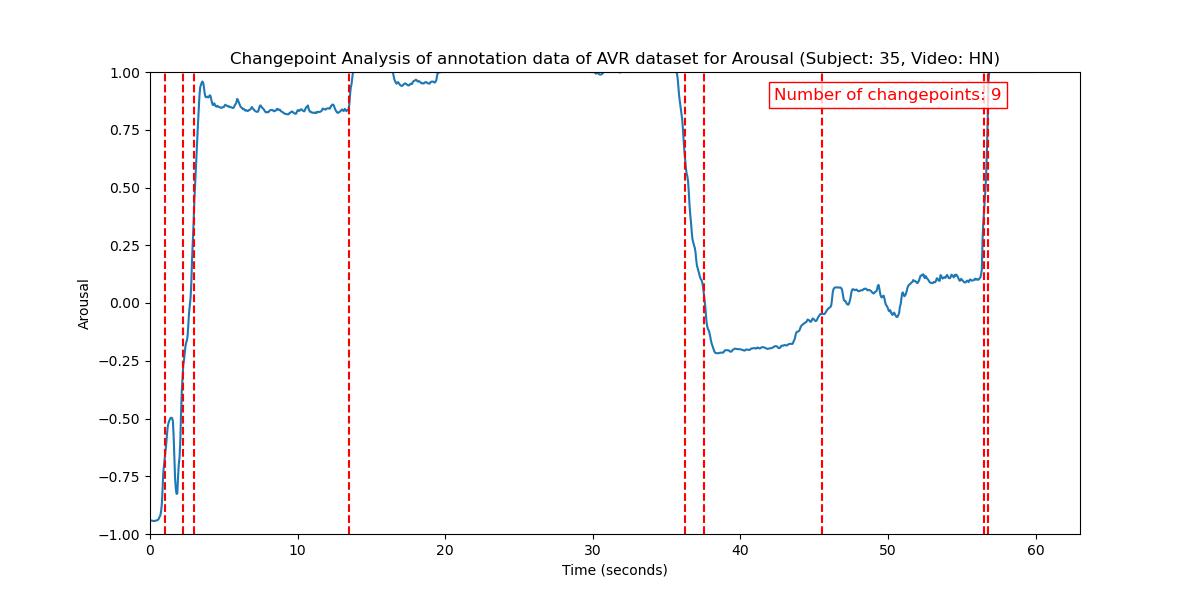 Changepoint Analysis of annotation data of AVR dataset for Arousal (Subject: 35, Video: HN)
Number of changepoints: 9
Arousal
1.00
0.75
0.50
0.25
0.00
−0.25
−0.50
−0.75
−1.00
0 10 20 30 40 50 60
Time (seconds)